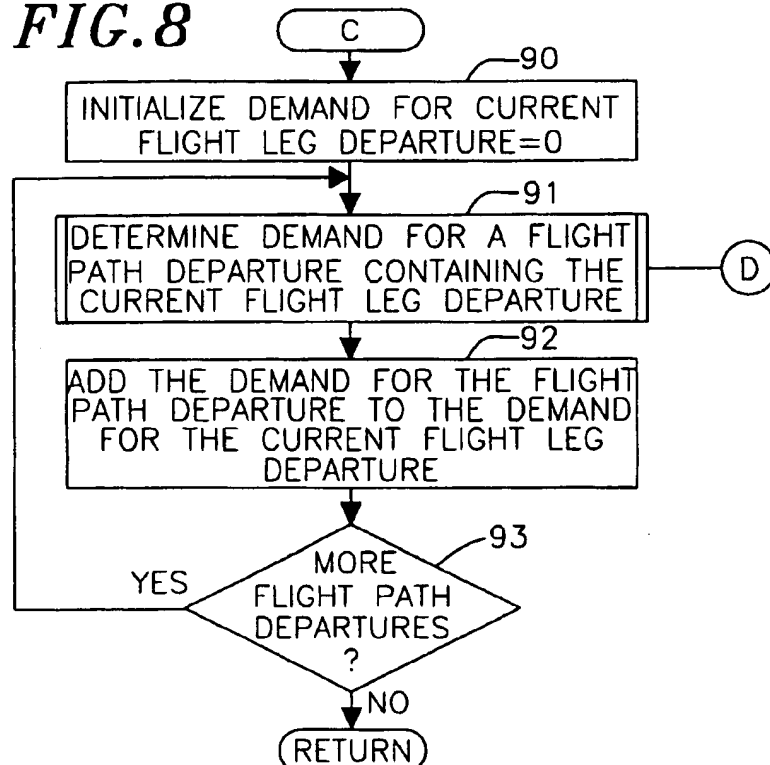 FIG.8
C
90
INITIALIZE DEMAND FOR CURRENT
FLIGHT LEG DEPARTURE=0
91
DETERMINE DEMAND FOR A FLIGHT
PATH DEPARTURE CONTAINING THE
CURRENT FLIGHT LEG DEPARTURE
D
92
ADD THE DEMAND FOR THE FLIGHT
PATH DEPARTURE TO THE DEMAND
FOR THE CURRENT FLIGHT LEG
DEPARTURE
93
MORE
FLIGHT PATH
DEPARTURES
?
YES
NO
RETURN